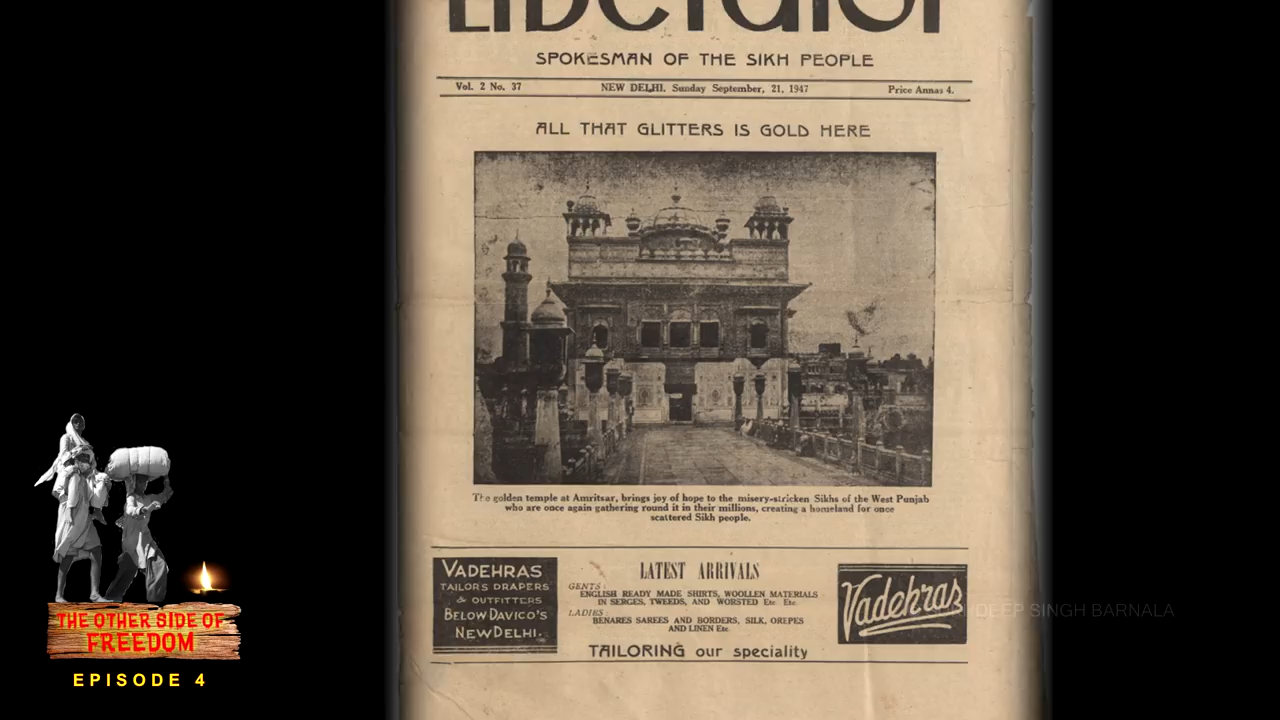 Liberator
SPOKESMAN OF THE SIKH PEOPLE
Vol. 2 No. 37 NEW DELHI. Sunday September, 21, 1947 Price Annas 4.
ALL THAT GLITTERS IS GOLD HERE
The golden temple at Amritsar, brings joy of hope to the misery-stricken Sikhs of the West Punjab
who are once again gathering round it in their millions, creating a homeland for once
scattered Sikh people.
VADEHRAS
TAILORS DRAPERS
& OUTFITTERS
BELOW DAVICO'S
NEW DELHI.
LATEST ARRIVALS
GENTS:
ENGLISH READY MADE SHIRTS, WOOLLEN MATERIALS
IN SERGES, TWEEDS, AND WORSTED Etc. Etc.
LADIES:
BENARES SAREES AND BORDERS, SILK, OREPES
AND LINEN Etc.
TAILORING our speciality
Vadehras
DEEP SINGH BARNALA
THE OTHER SIDE OF
FREEDOM
EPISODE 4